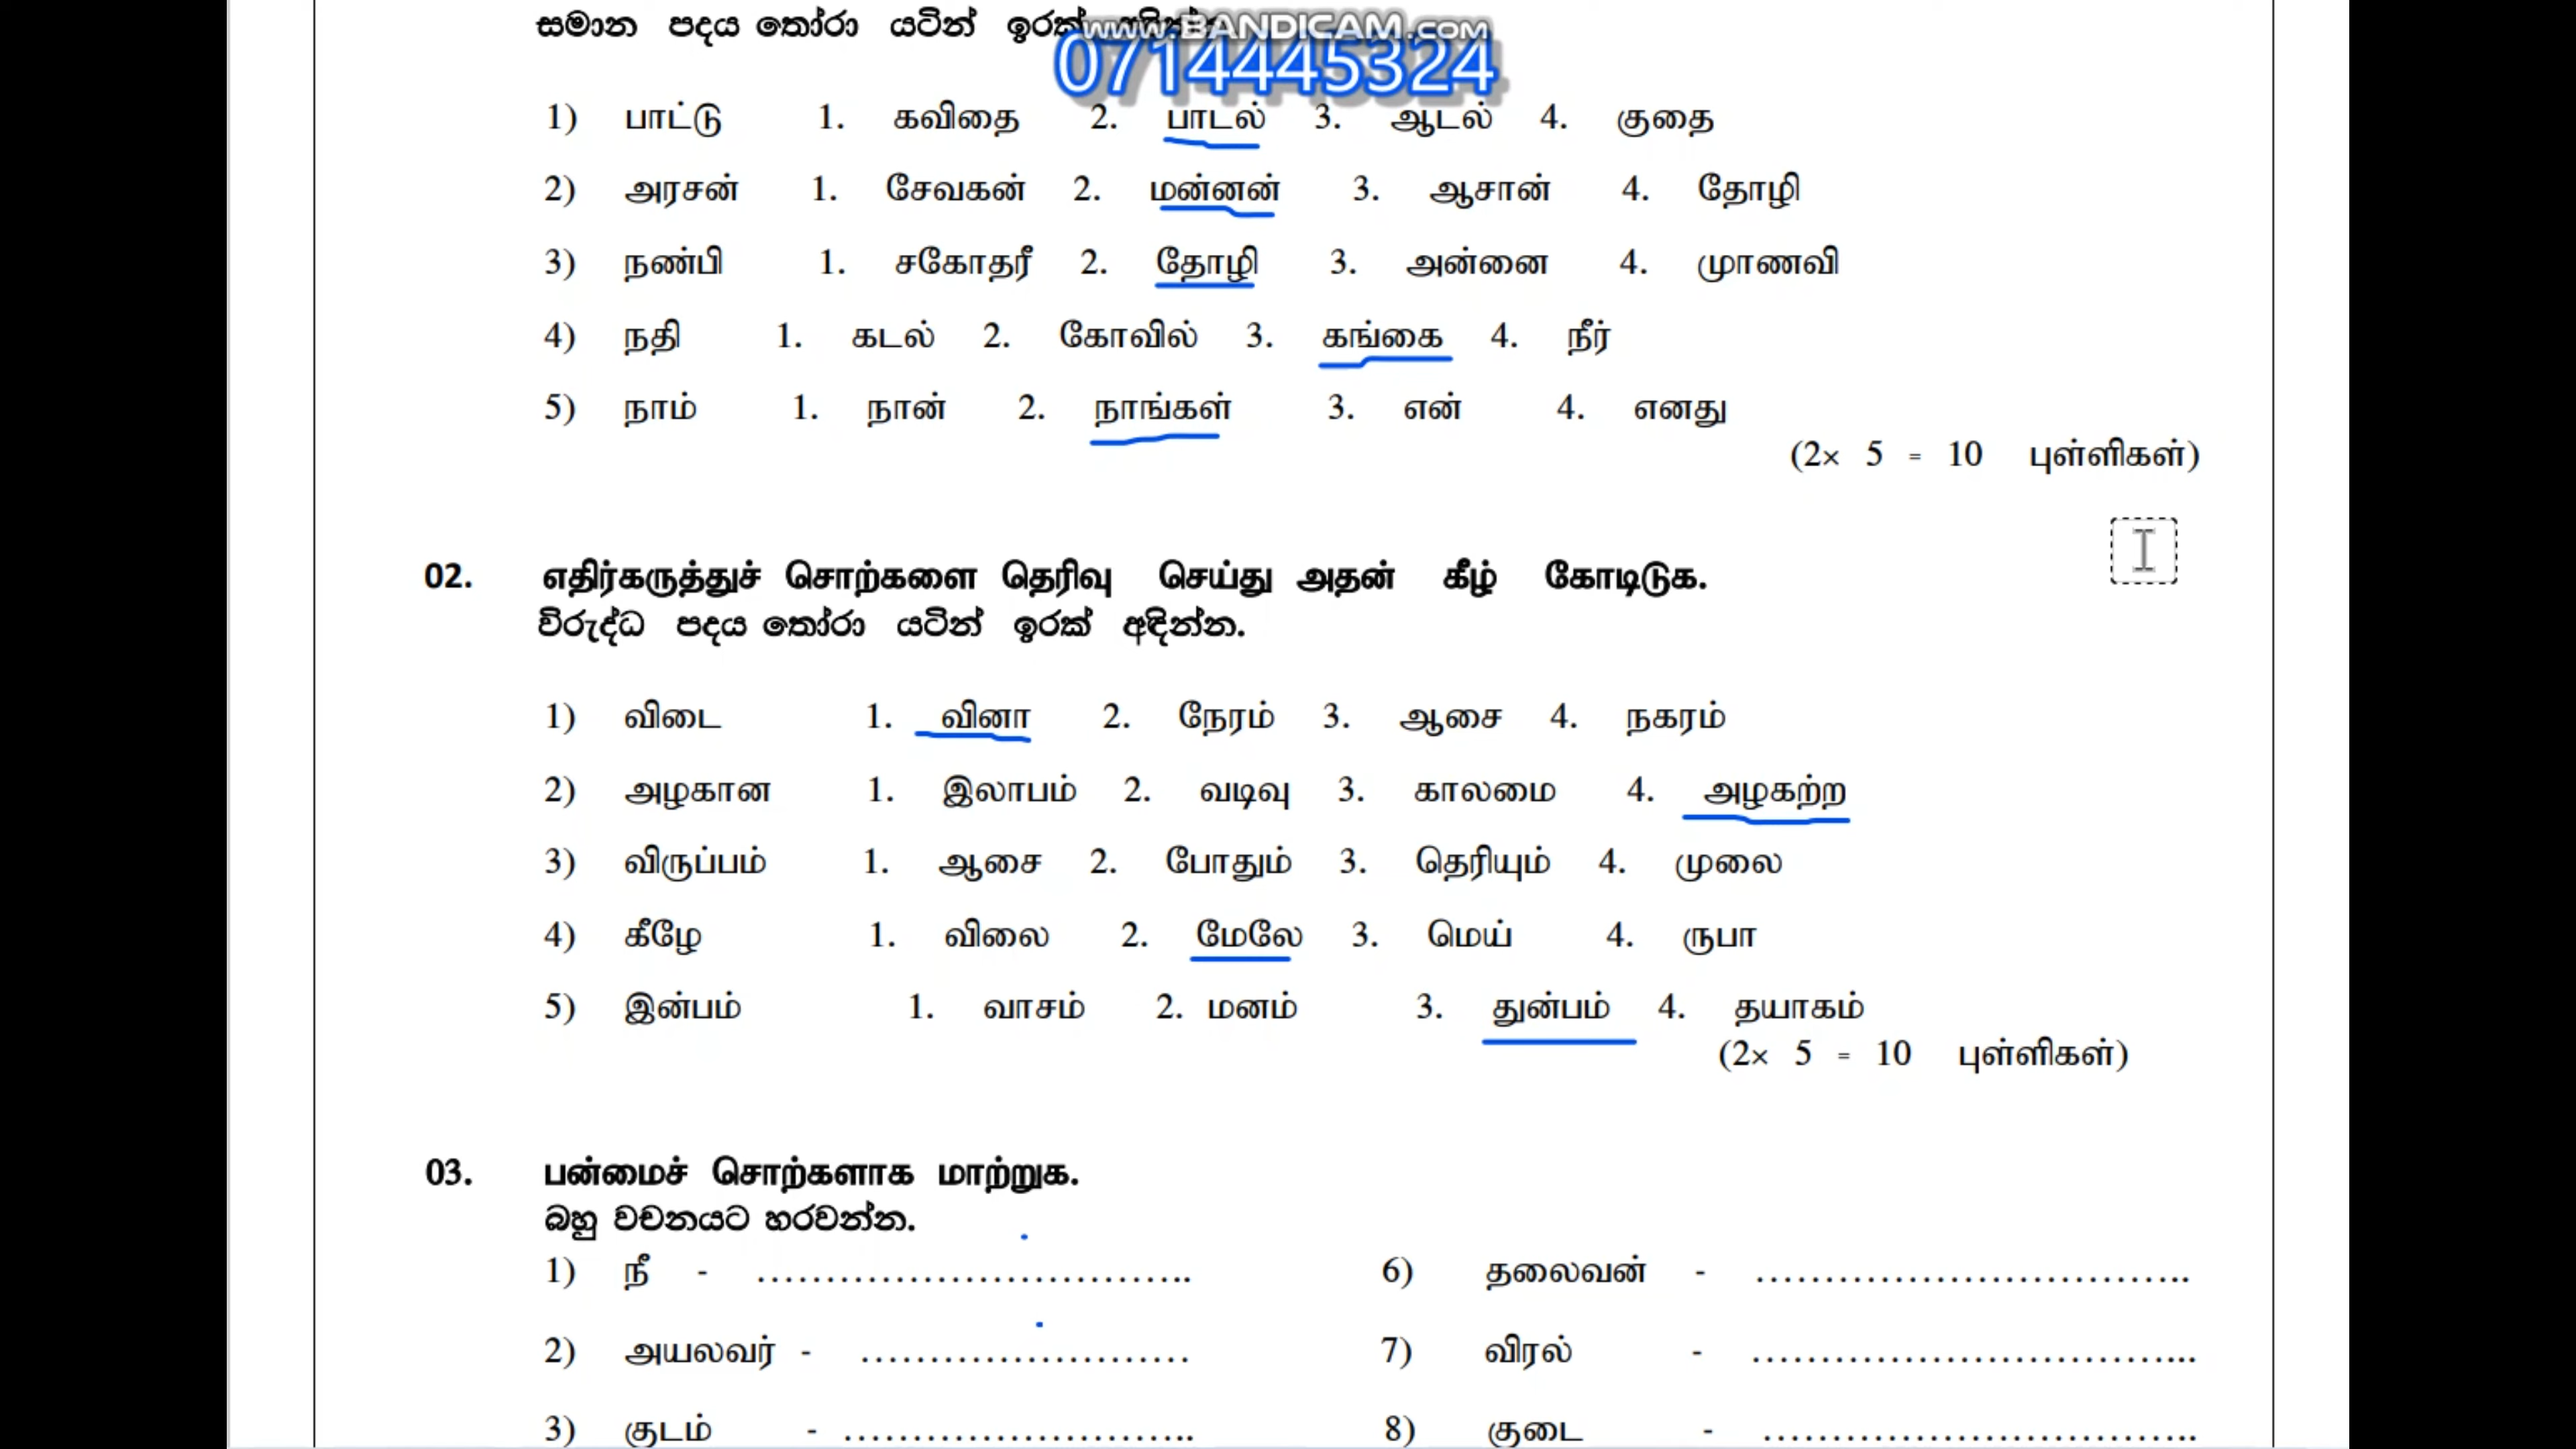 සමාන පදය තෝරා යටින් ඉරක්
www.BANDICAM.com
0714445324
1) பாட்டு 1. கவிதை 2. பாடல் 3. ஆடல் 4. குதை
2) அரசன் 1. சேவகன் 2. மன்னன் 3. ஆசான் 4. தோழி
3) நண்பி 1. சகோதரீ 2. தோழி 3. அன்னை 4. முாணவி
4) நதி 1. கடல் 2. கோவில் 3. கங்கை 4. நீர்
5) நாம் 1. நான் 2. நாங்கள் 3. என் 4. எனது
(2× 5 = 10 புள்ளிகள்)
02. எதிர்கருத்துச் சொற்களை தெரிவு செய்து அதன் கீழ் கோடிடுக.
විරුද්ධ පදය තෝරා යටින් ඉරක් අඳින්න.
1) விடை 1. வினா 2. நேரம் 3. ஆசை 4. நகரம்
2) அழகான 1. இலாபம் 2. வடிவு 3. காலமை 4. அழகற்ற
3) விருப்பம் 1. ஆசை 2. போதும் 3. தெரியும் 4. முலை
4) கீழே 1. விலை 2. மேலே 3. மெய் 4. ருபா
5) இன்பம் 1. வாசம் 2. மனம் 3. துன்பம் 4. தயாகம்
(2× 5 = 10 புள்ளிகள்)
03. பன்மைச் சொற்களாக மாற்றுக.
බහු වචනයට හරවන්න.
1) நீ - ……………………………….. 6) தலைவன் - ……………………………..
2) அயலவர் - …………………… 7) விரல் - ……………………………...
3) குடம் - ……………………….. 8) குடை - ……………………………..